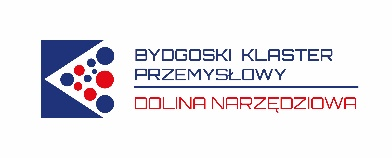 BYDGOSKI KLASTER
PRZEMYSŁOWY
DOLINA NARZĘDZIOWA